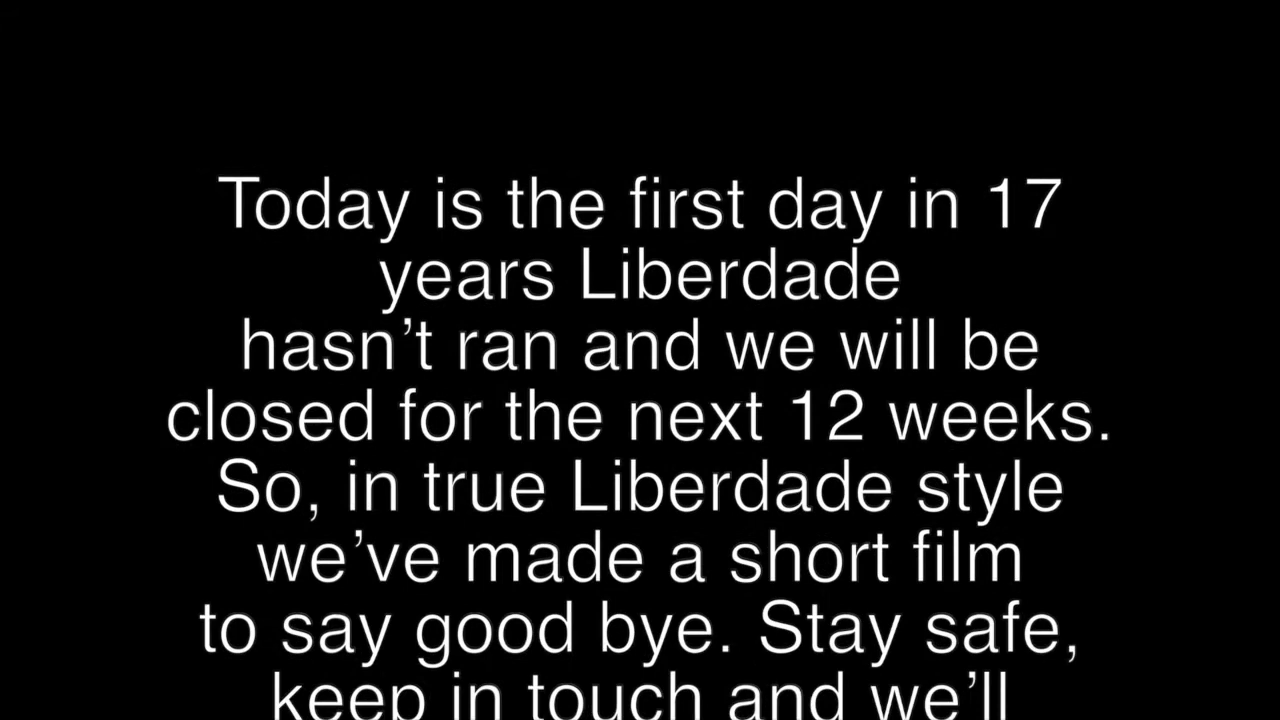 Today is the first day in 17
years Liberdade
hasn’t ran and we will be
closed for the next 12 weeks.
So, in true Liberdade style
we’ve made a short film
to say good bye. Stay safe,
keep in touch and we’ll